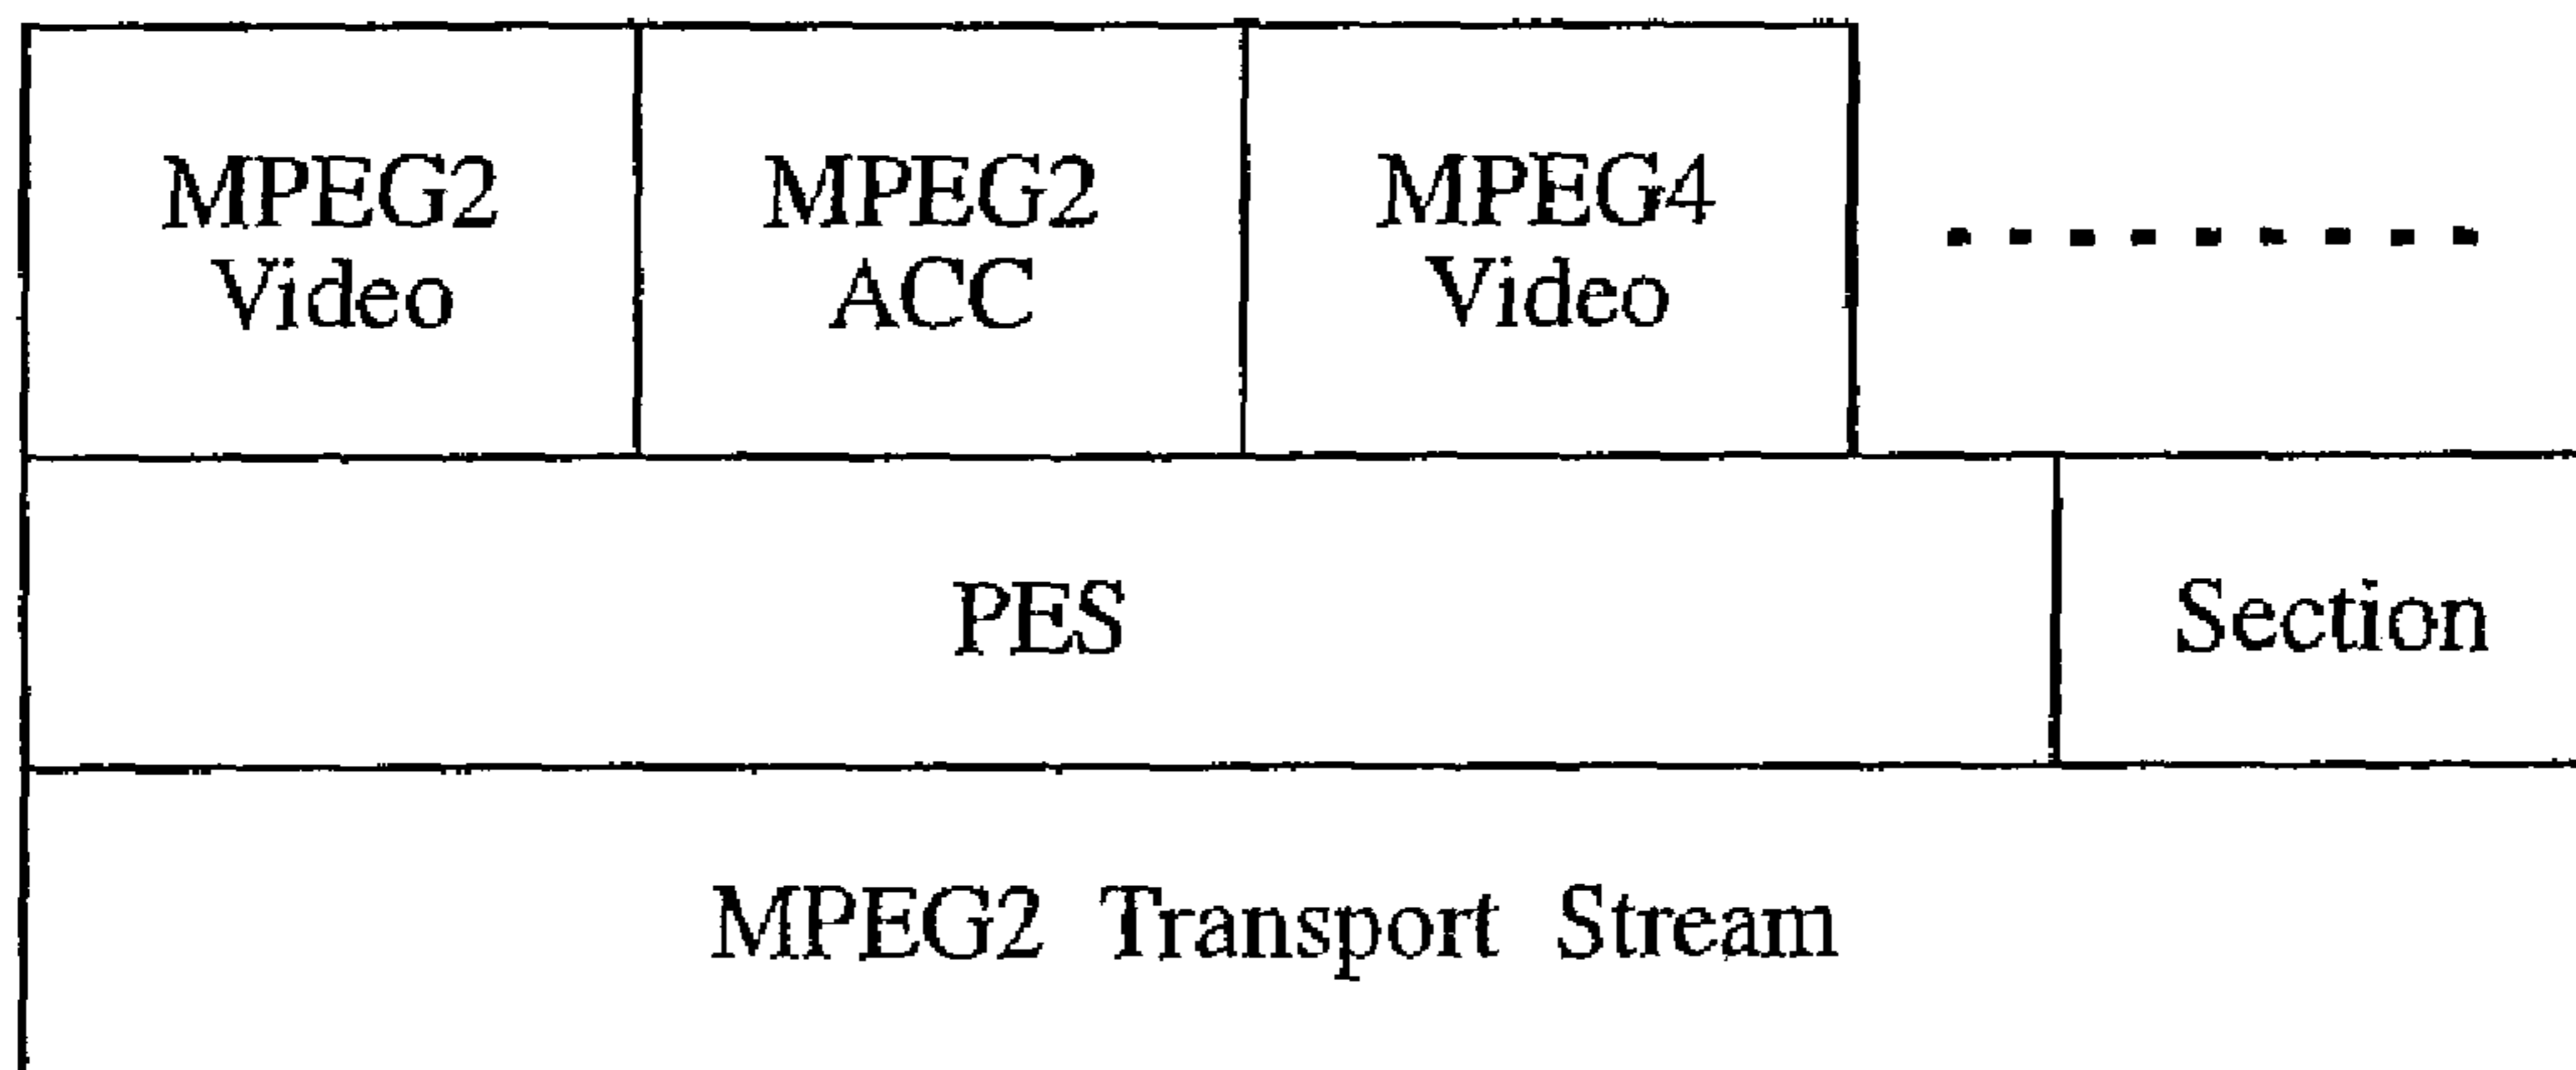 MPEG2
Video
MPEG2
ACC
MPEG4
Video
.........
PES
Section
MPEG2 Transport Stream